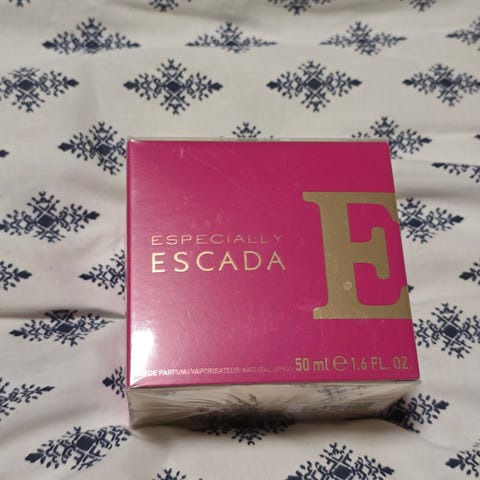 ESPECIALLY
ESCADA
E
50 ml ℮ 1.6 FL. OZ.
DE PARFUM/VAPORISATEUR NATURAL SPRAY